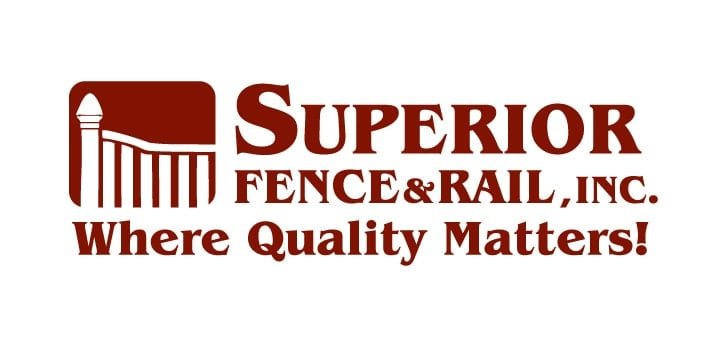 SUPERIOR
FENCE&RAIL, INC.
Where Quality Matters!